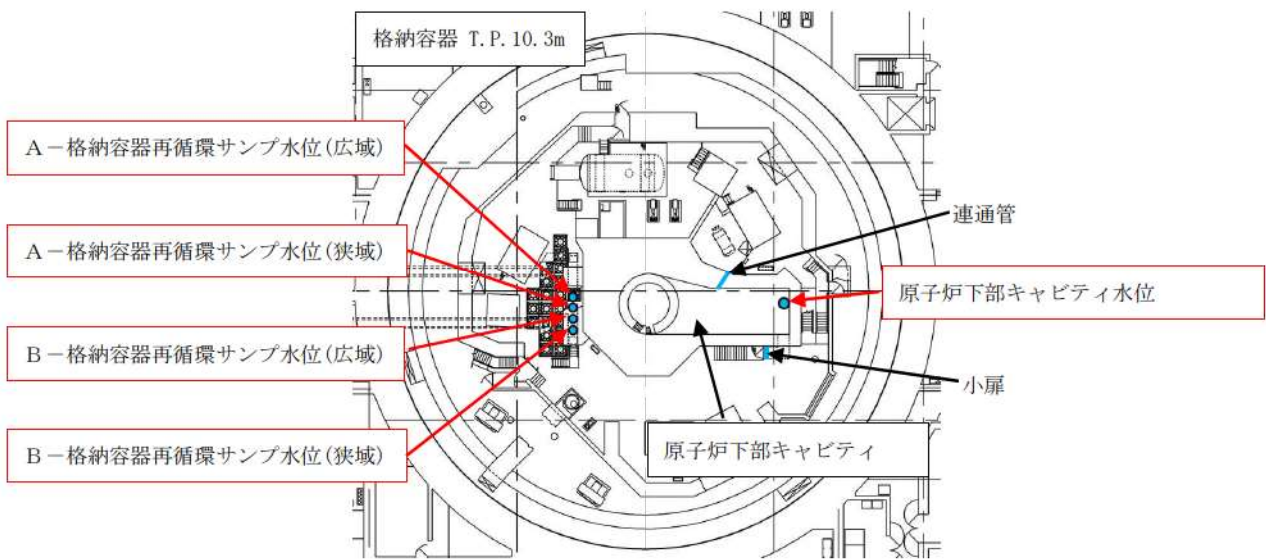 格納容器 T.P.10.3m
A－格納容器再循環サンプ水位(広域)
A－格納容器再循環サンプ水位(狭域)
B－格納容器再循環サンプ水位(広域)
B－格納容器再循環サンプ水位(狭域)
連通管
原子炉下部キャビティ水位
小扉
原子炉下部キャビティ